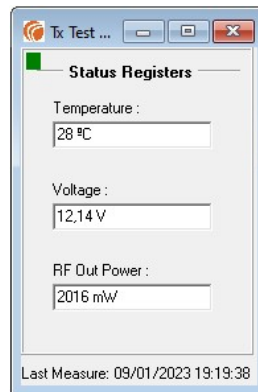 Tx Test ...
Status Registers
Temperature :
28 ºC
Voltage :
12,14 V
RF Out Power :
2016 mW
Last Measure: 09/01/2023 19:19:38